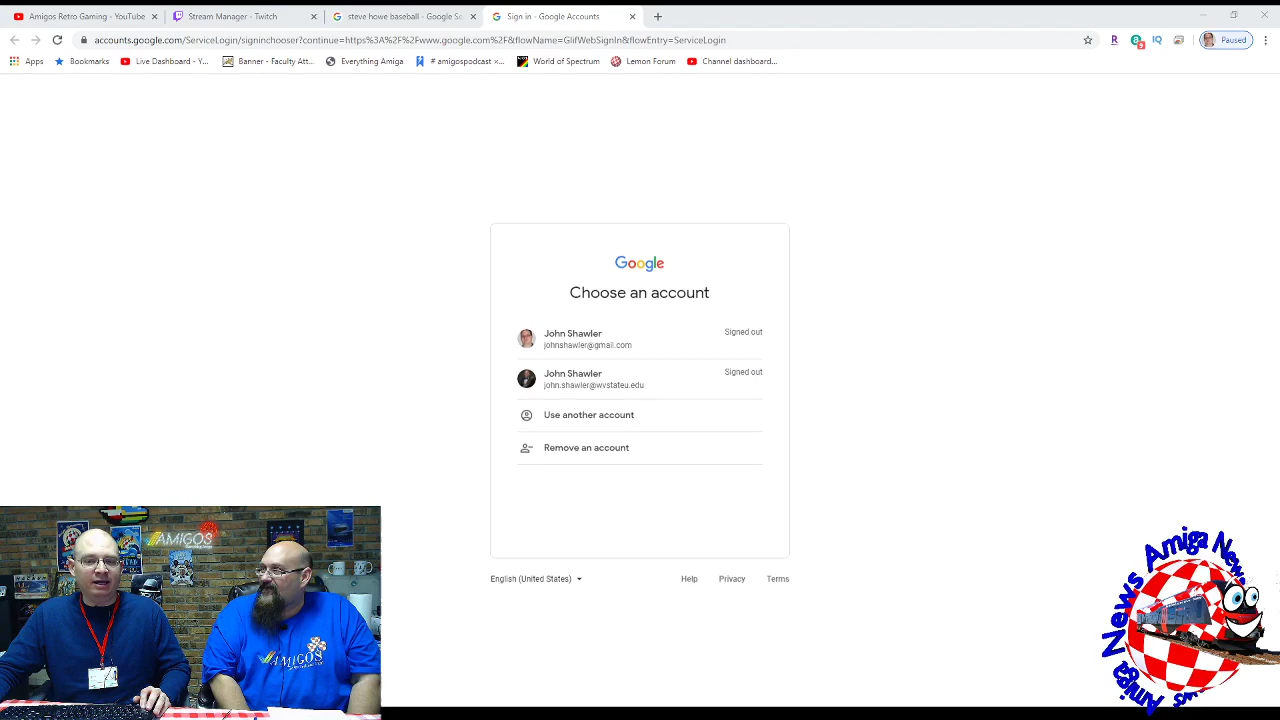 Amigos Retro Gaming - YouTube
Stream Manager - Twitch
steve howe baseball - Google Se
Sign in - Google Accounts
accounts.google.com/ServiceLogin/signinchooser?continue=https%3A%2F%2Fwww.google.com%2F&flowName=GlifWebSignIn&flowEntry=ServiceLogin
Paused
Apps
Bookmarks
Live Dashboard - Y...
Banner - Faculty Att...
Everything Amiga
# amigospodcast ×...
World of Spectrum
Lemon Forum
Channel dashboard...
Google
Choose an account
John Shawler
Signed out
johnshawler@gmail.com
John Shawler
Signed out
john.shawler@wvstateu.edu
Use another account
Remove an account
English (United States)
Help
Privacy
Terms
AMIGOS
AMIGOS
Amiga News
Amiga News